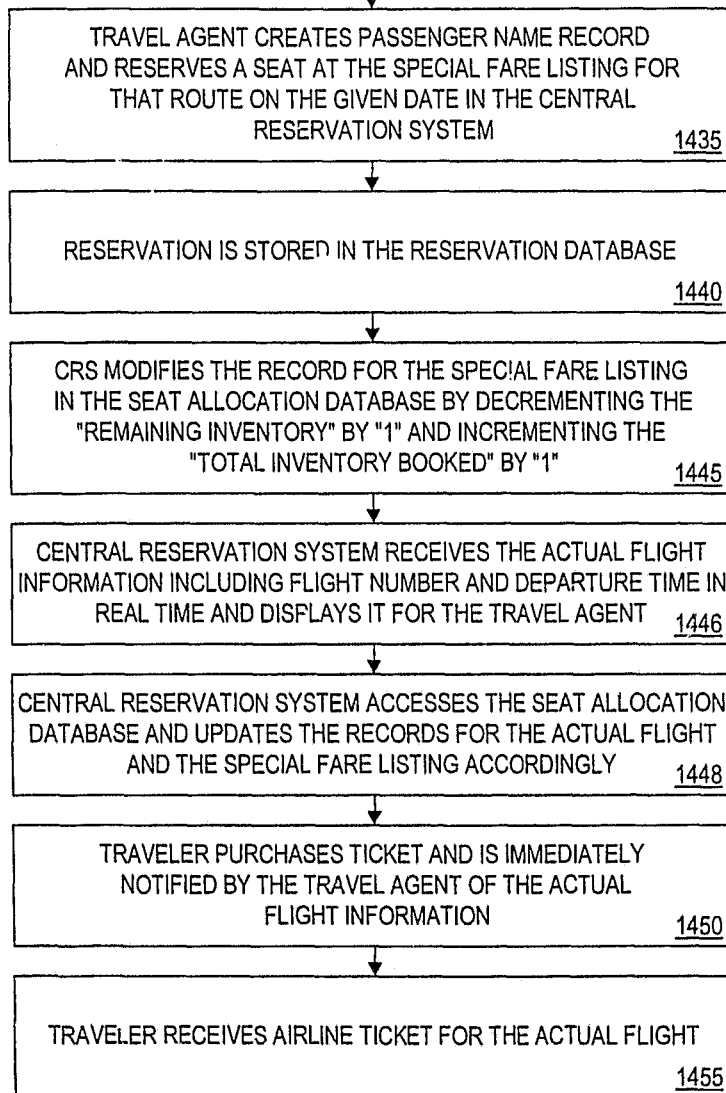 TRAVEL AGENT CREATES PASSENGER NAME RECORD
AND RESERVES A SEAT AT THE SPECIAL FARE LISTING FOR
THAT ROUTE ON THE GIVEN DATE IN THE CENTRAL
RESERVATION SYSTEM
1435
RESERVATION IS STORED IN THE RESERVATION DATABASE
1440
CRS MODIFIES THE RECORD FOR THE SPECIAL FARE LISTING
IN THE SEAT ALLOCATION DATABASE BY DECREMENTING THE
"REMAINING INVENTORY" BY "1" AND INCREMENTING THE
"TOTAL INVENTORY BOOKED" BY "1"
1445
CENTRAL RESERVATION SYSTEM RECEIVES THE ACTUAL FLIGHT
INFORMATION INCLUDING FLIGHT NUMBER AND DEPARTURE TIME IN
REAL TIME AND DISPLAYS IT FOR THE TRAVEL AGENT
1446
CENTRAL RESERVATION SYSTEM ACCESSES THE SEAT ALLOCATION
DATABASE AND UPDATES THE RECORDS FOR THE ACTUAL FLIGHT
AND THE SPECIAL FARE LISTING ACCORDINGLY
1448
TRAVELER PURCHASES TICKET AND IS IMMEDIATELY
NOTIFIED BY THE TRAVEL AGENT OF THE ACTUAL
FLIGHT INFORMATION
1450
TRAVELER RECEIVES AIRLINE TICKET FOR THE ACTUAL FLIGHT
1455